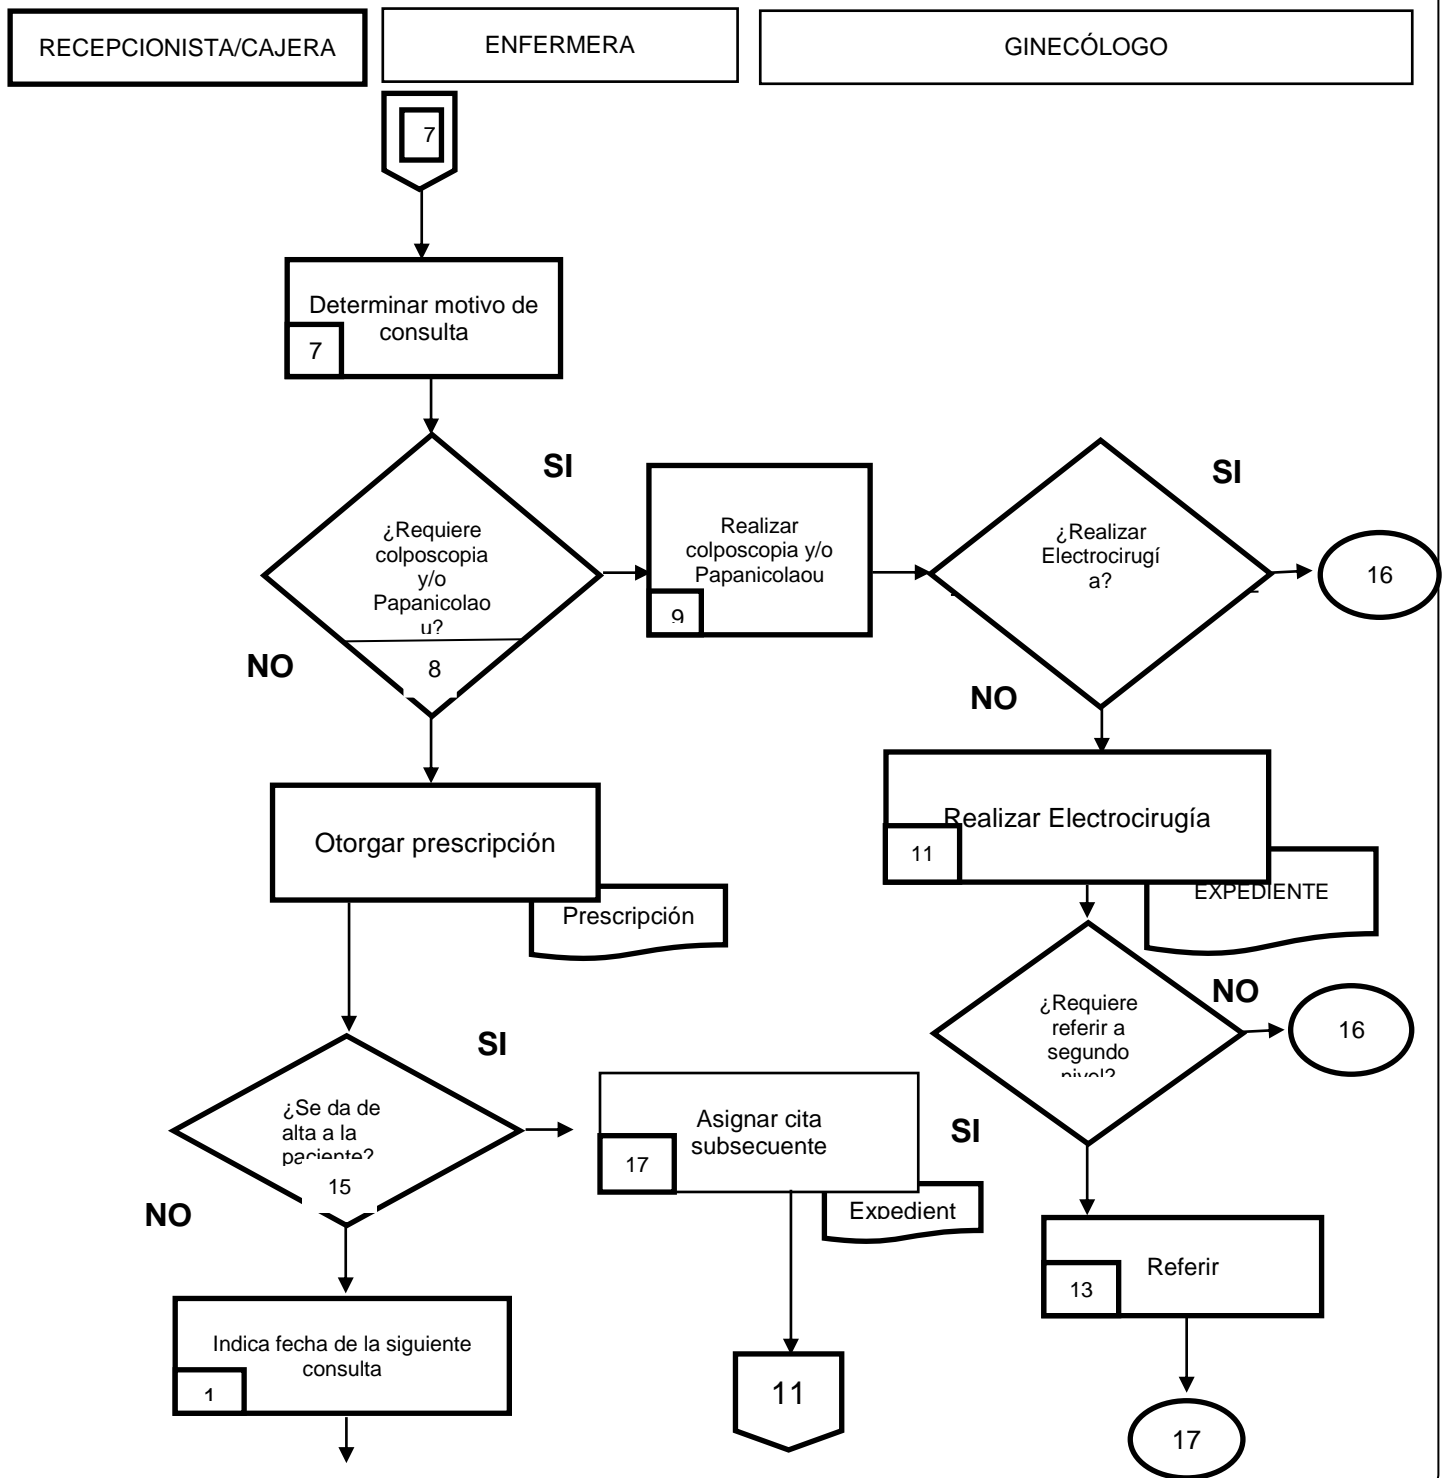 RECEPCIONISTA/CAJERA
ENFERMERA
GINECÓLOGO
7
Determinar motivo de
consulta
7
SI
¿Requiere
colposcopia
y/o
Papanicolao
u?
8
NO
Realizar
colposcopia y/o
Papanicolaou
9
SI
¿Realizar
Electrocirugí
a?
16
NO
Otorgar prescripción
Prescripción
Realizar Electrocirugía
11
EXPEDIENTE
¿Requiere
referir a
segundo
nivel?
NO
16
SI
SI
¿Se da de
alta a la
paciente?
15
NO
Asignar cita
subsecuente
17
Expedient
Referir
13
Indica fecha de la siguiente
consulta
1
11
17